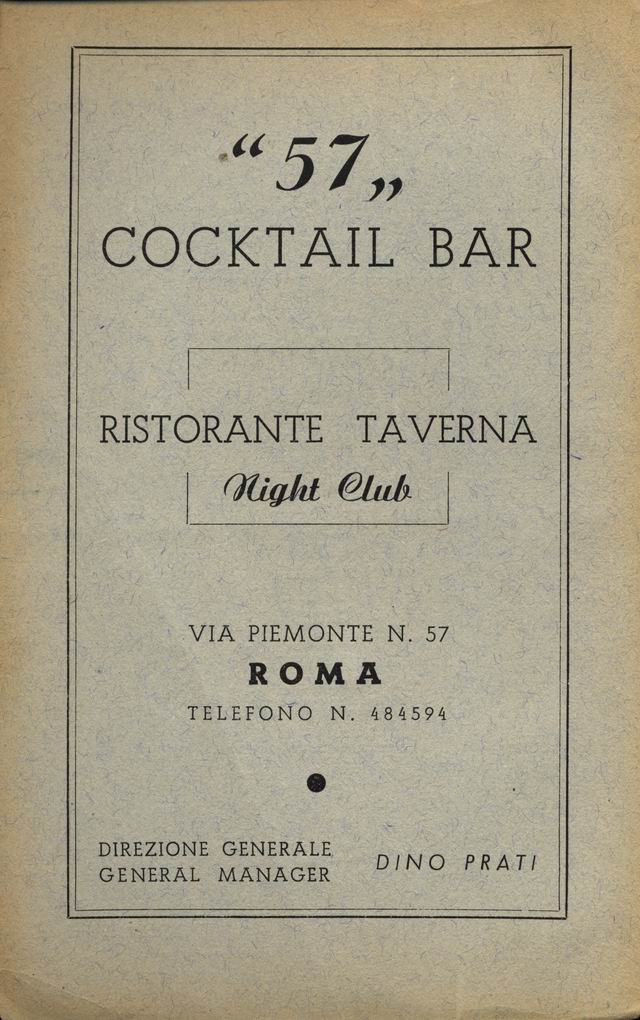 “57„
COCKTAIL BAR
RISTORANTE TAVERNA
Night Club
VIA PIEMONTE N. 57
ROMA
TELEFONO N. 484594
DIREZIONE GENERALE
GENERAL MANAGER
DINO PRATI